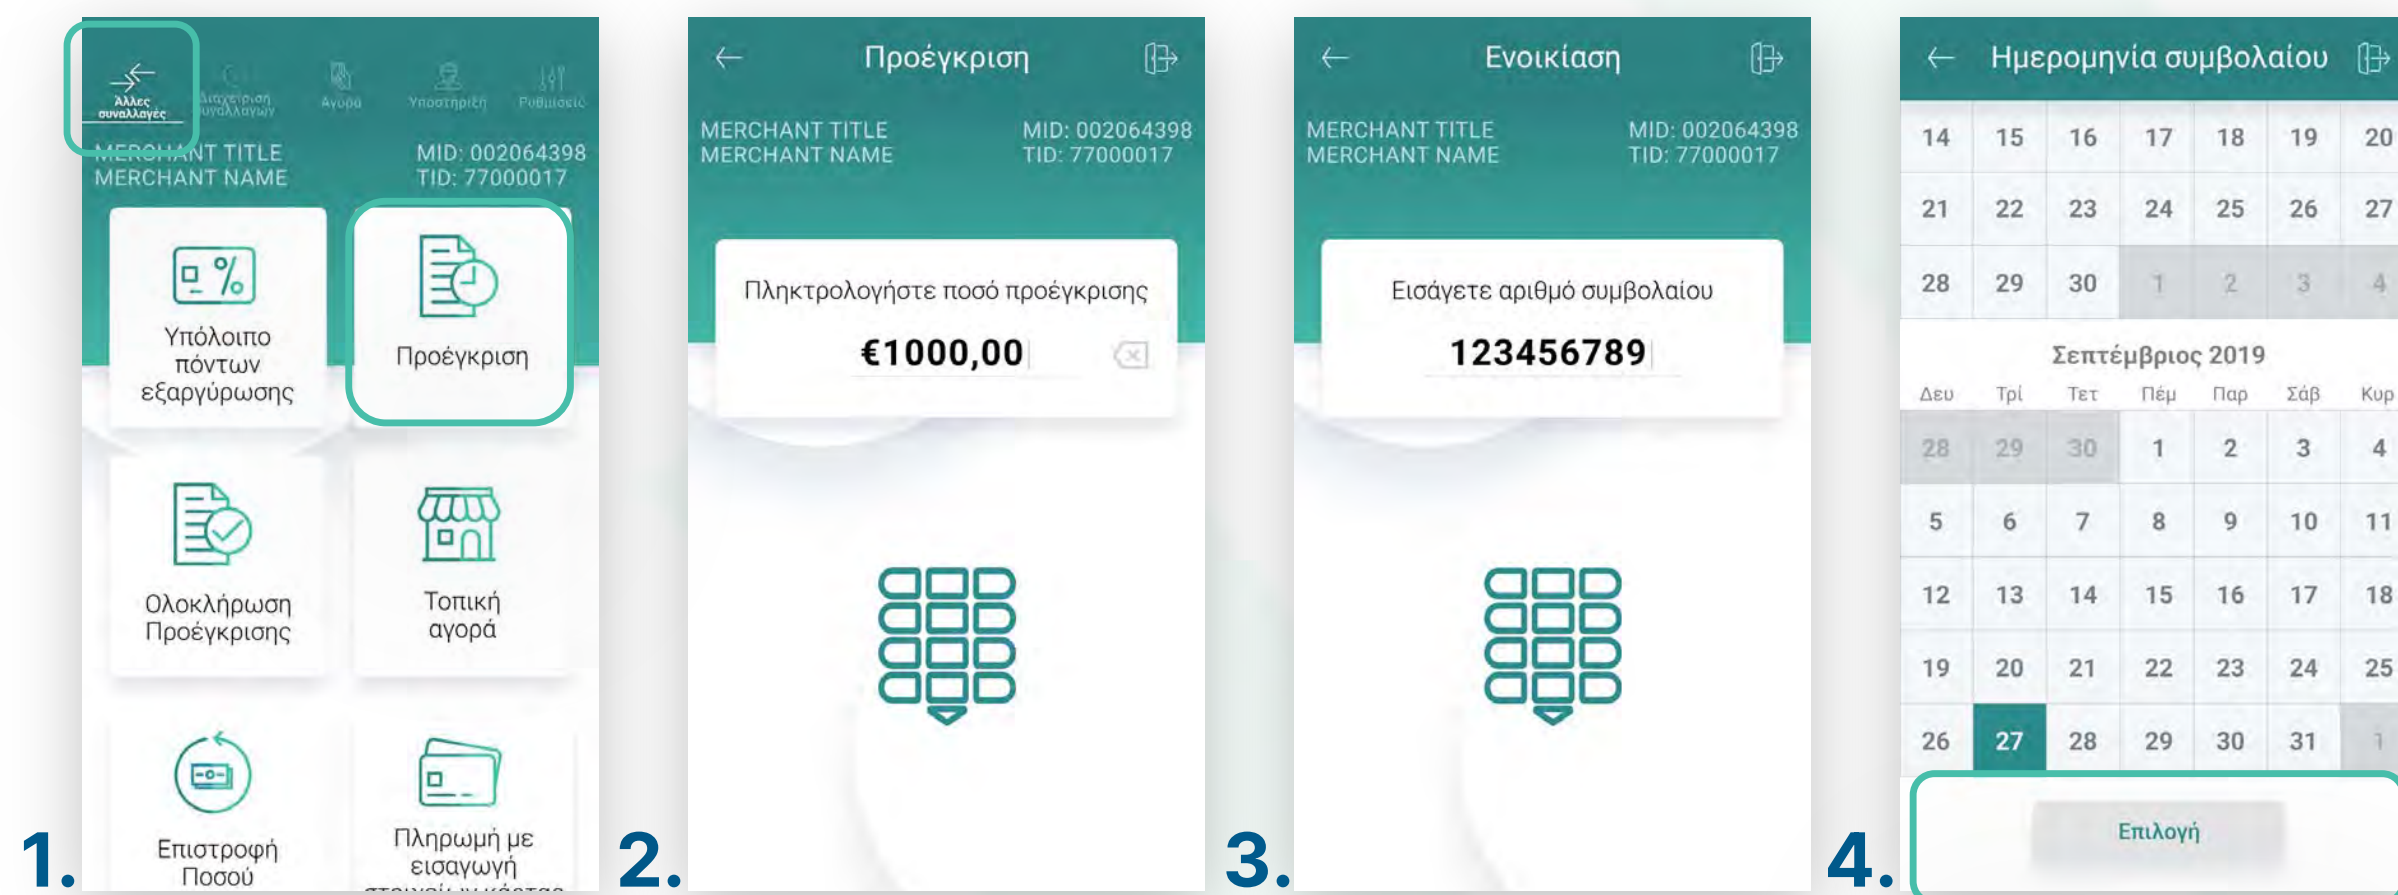 Άλλες
συναλλαγές
Διαχείριση
συναλλαγών
Αγορά
Υποστήριξη
Ρυθμίσεις
MERCHANT TITLE
MERCHANT NAME
MID: 002064398
TID: 77000017
Υπόλοιπο
πόντων
εξαργύρωσης
Προέγκριση
Ολοκλήρωση
Προέγκρισης
Τοπική
αγορά
Επιστροφή
Ποσού
Πληρωμή με
εισαγωγή
στοιχείων κάρτας
1.
Προέγκριση
MERCHANT TITLE
MERCHANT NAME
MID: 002064398
TID: 77000017
Πληκτρολογήστε ποσό προέγκρισης
€1000,00
2.
Ενοικίαση
MERCHANT TITLE
MERCHANT NAME
MID: 002064398
TID: 77000017
Εισάγετε αριθμό συμβολαίου
123456789
3.
Ημερομηνία συμβολαίου
14 15 16 17 18 19 20
21 22 23 24 25 26 27
28 29 30 1 2 3 4
Σεπτέμβριος 2019
Δευ Τρί Τετ Πέμ Παρ Σάβ Κυρ
28 29 30 1 2 3 4
5 6 7 8 9 10 11
12 13 14 15 16 17 18
19 20 21 22 23 24 25
26 27 28 29 30 31 1
Επιλογή
4.